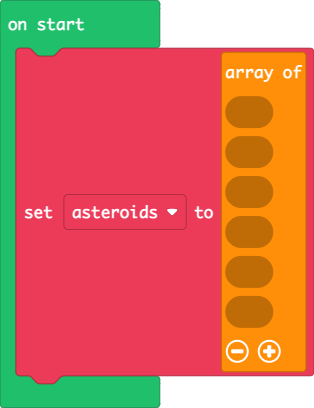 on start
array of
set asteroids to